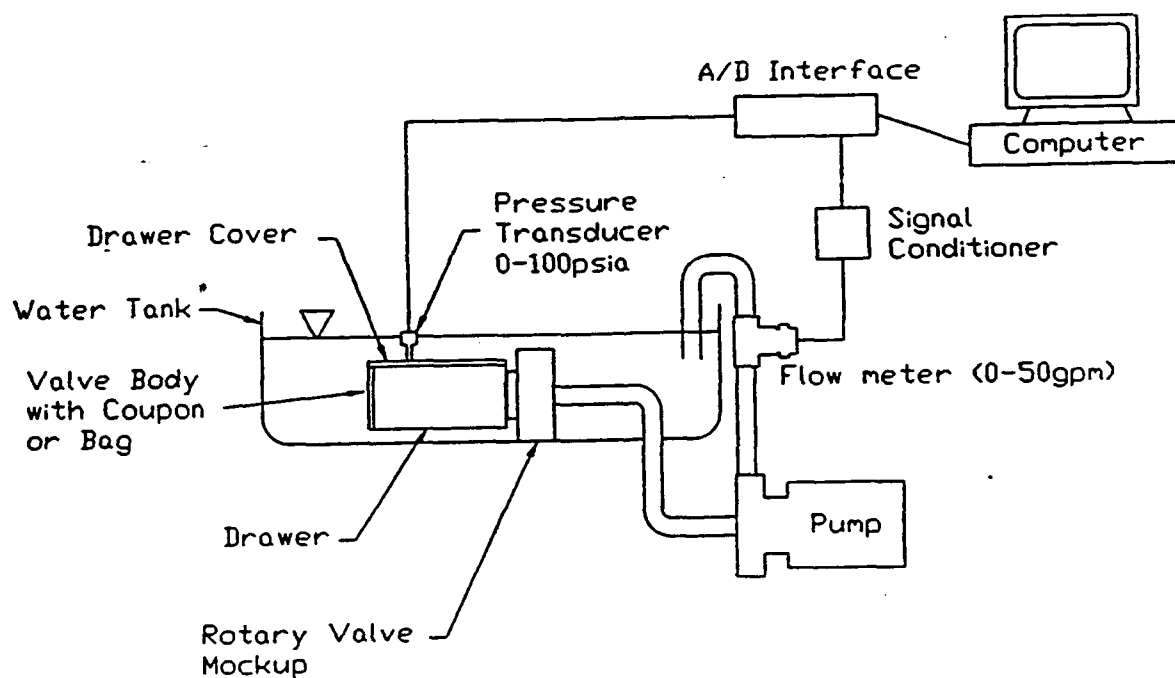 A/D Interface
Computer
Pressure
Transducer
0-100psia
Signal
Conditioner
Drawer Cover
Water Tank
Valve Body
with Coupon
or Bag
Flow meter (0-50gpm)
Drawer
Pump
Rotary Valve
Mockup